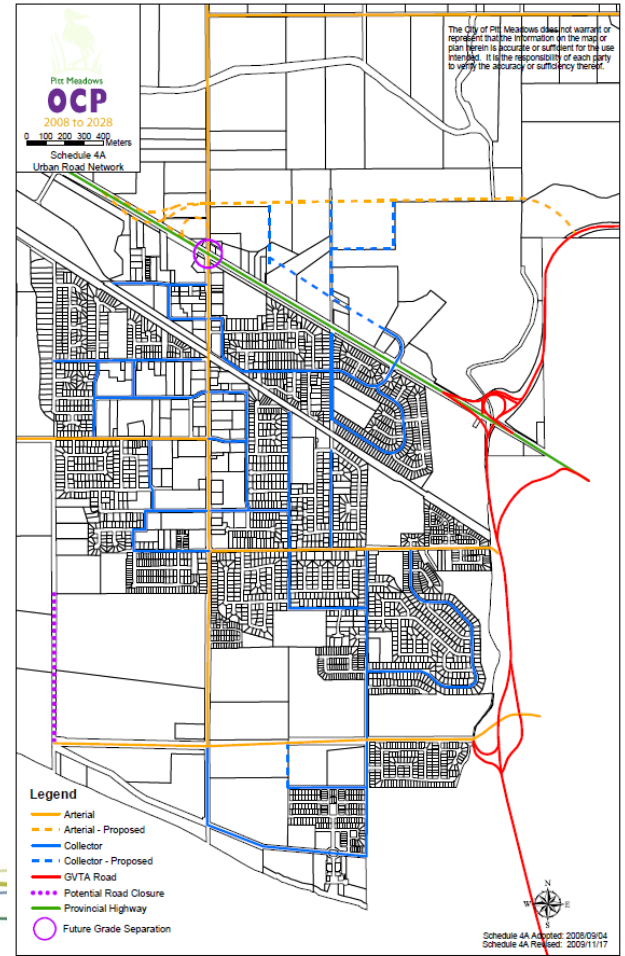 The City of Pitt Meadows does not warrant or
represent that the information on the map or
plan herein is accurate or sufficient for the use
intended. It is the responsibility of each party
to verify the accuracy or sufficiency thereof.
Pitt Meadows
OCP
2008 to 2028
0 100 200 300 400
Meters
Schedule 4A
Urban Road Network
Legend
Arterial
Arterial - Proposed
Collector
Collector - Proposed
GVTA Road
Potential Road Closure
Provincial Highway
Future Grade Separation
N
W E
S
Schedule 4A Adopted: 2008/09/04
Schedule 4A Revised: 2009/11/17